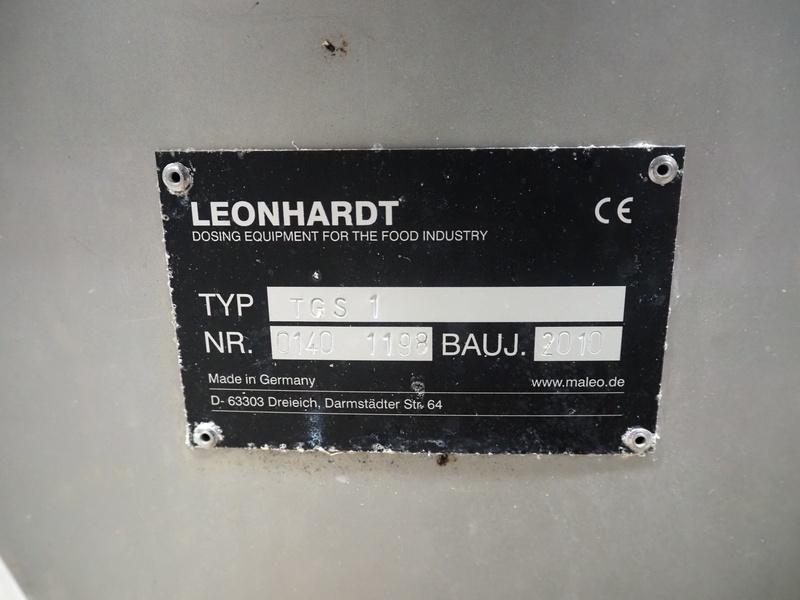 LEONHARDT CE
DOSING EQUIPMENT FOR THE FOOD INDUSTRY
TYP TGS 1
NR. 0140 1198 BAUJ. 2010
Made in Germany www.maleo.de
D- 63303 Dreieich, Darmstädter Str. 64